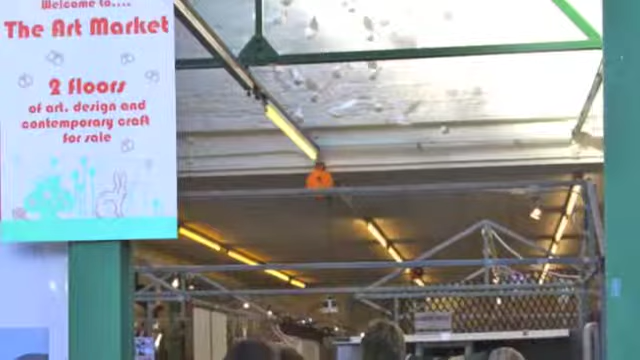 Welcome to....
The Art Market
2 floors
of art, design and
contemporary craft
for sale